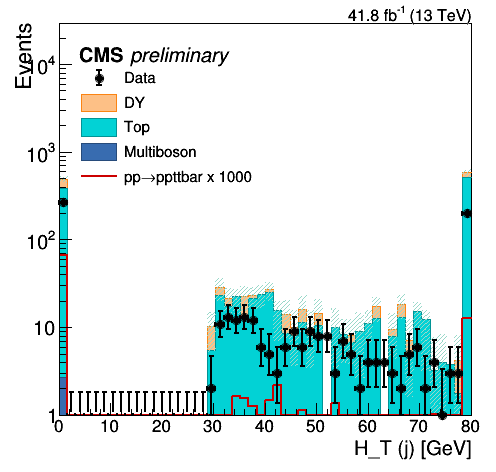 41.8 fb⁻¹ (13 TeV)
Events
CMS preliminary
Data
DY
Top
Multiboson
pp→ppttbar x 1000
10⁴
10³
10²
10
1
0 10 20 30 40 50 60 70 80
H_T (j) [GeV]